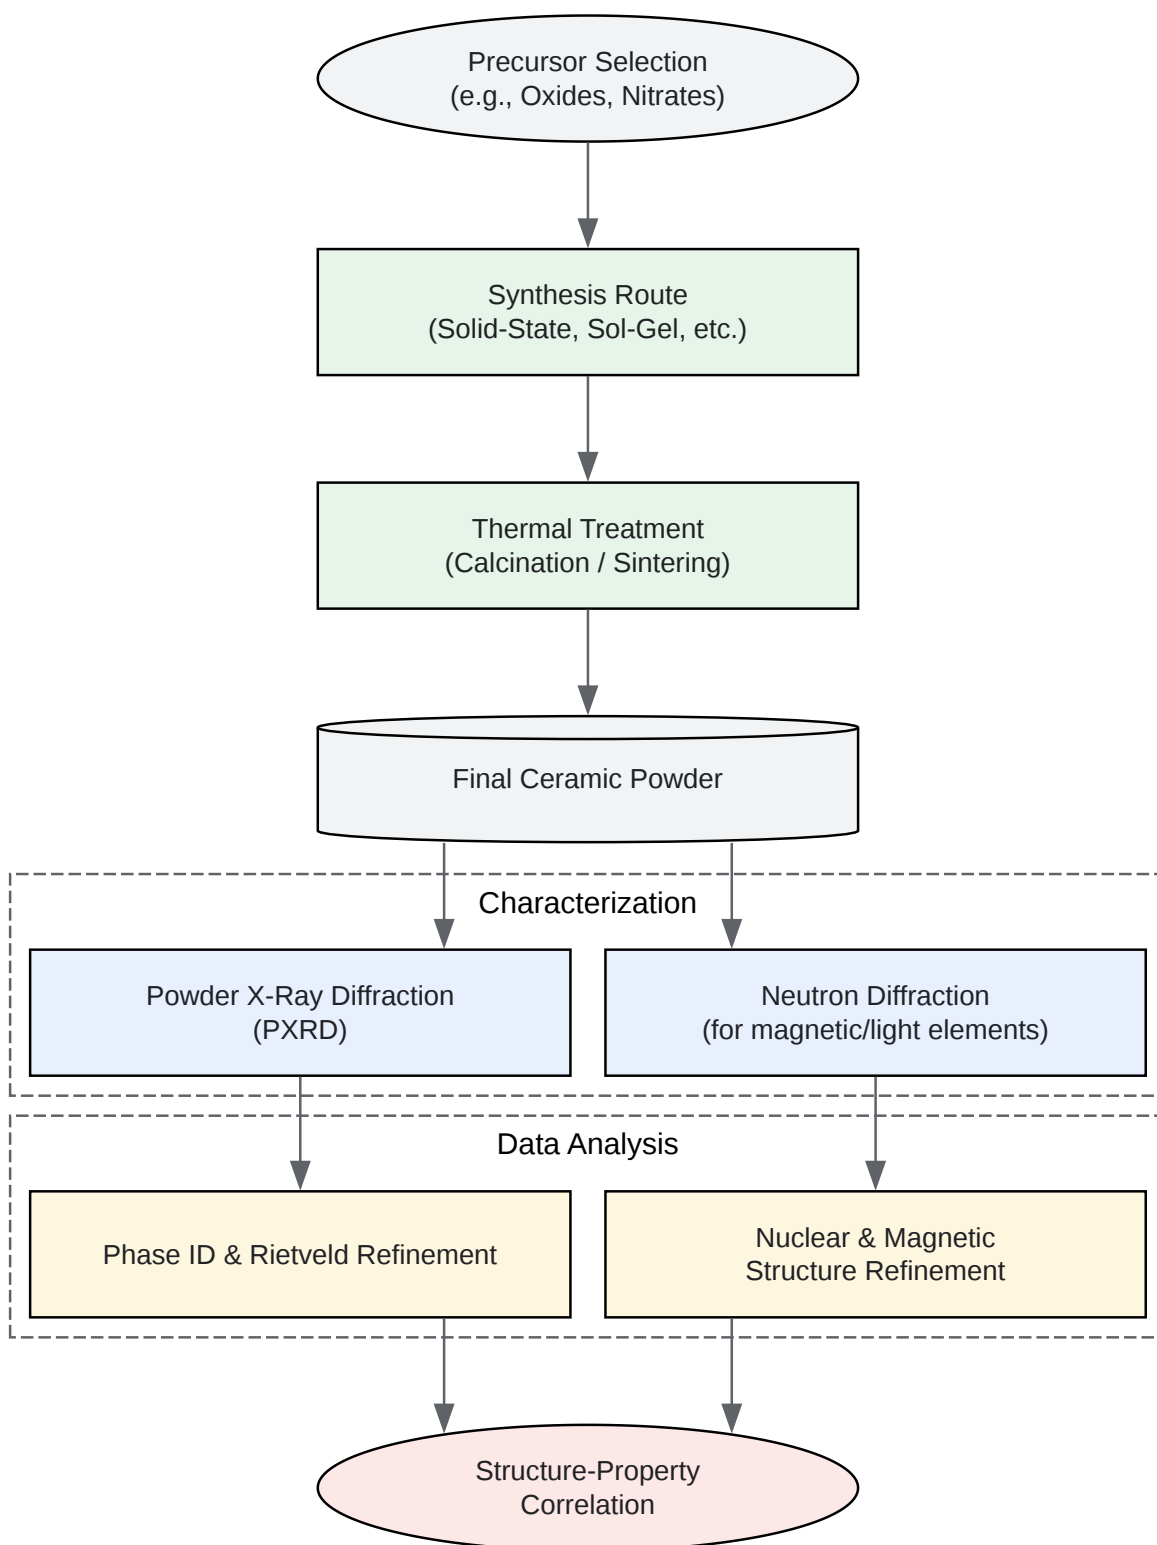 Precursor Selection
(e.g., Oxides, Nitrates)
Synthesis Route
(Solid-State, Sol-Gel, etc.)
Thermal Treatment
(Calcination / Sintering)
Final Ceramic Powder
Characterization
Powder X-Ray Diffraction
(PXRD)
Neutron Diffraction
(for magnetic/light elements)
Data Analysis
Phase ID & Rietveld Refinement
Nuclear & Magnetic
Structure Refinement
Structure-Property
Correlation